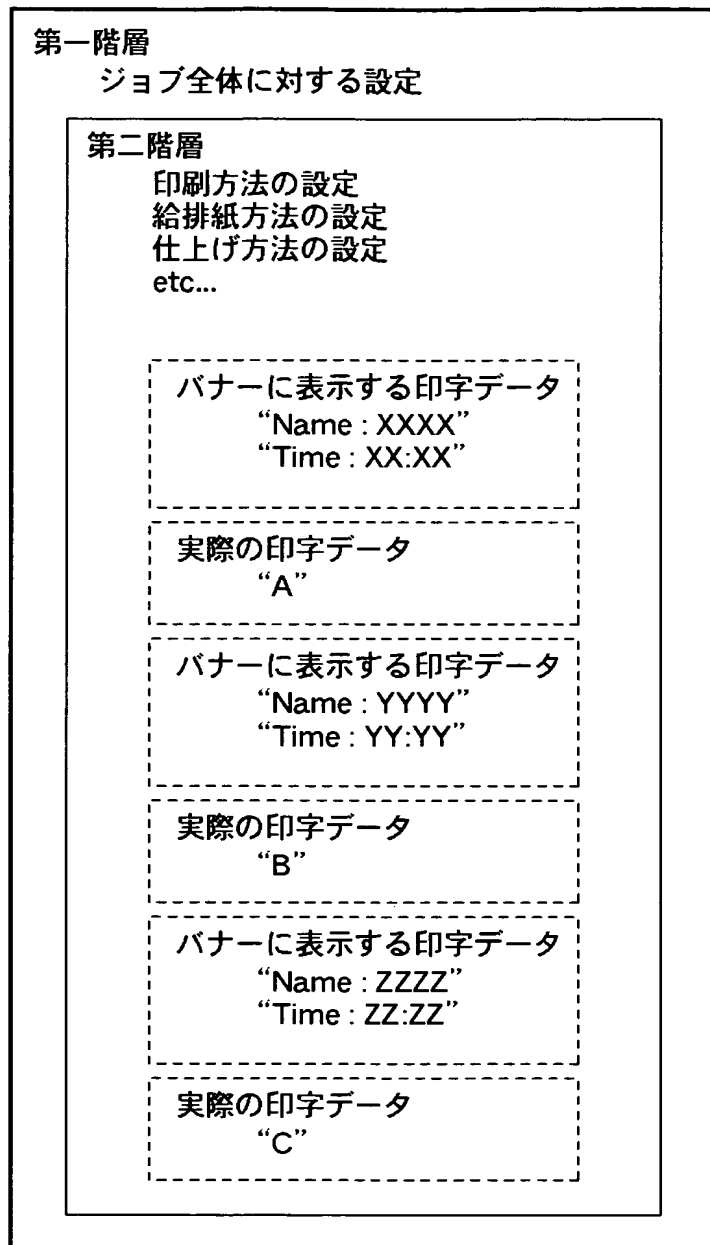 第一階層
ジョブ全体に対する設定
第二階層
印刷方法の設定
給排紙方法の設定
仕上げ方法の設定
etc...
バナーに表示する印字データ
“Name : XXXX”
“Time : XX:XX”
実際の印字データ
“A”
バナーに表示する印字データ
“Name : YYYY”
“Time : YY:YY”
実際の印字データ
“B”
バナーに表示する印字データ
“Name : ZZZZ”
“Time : ZZ:ZZ”
実際の印字データ
“C”